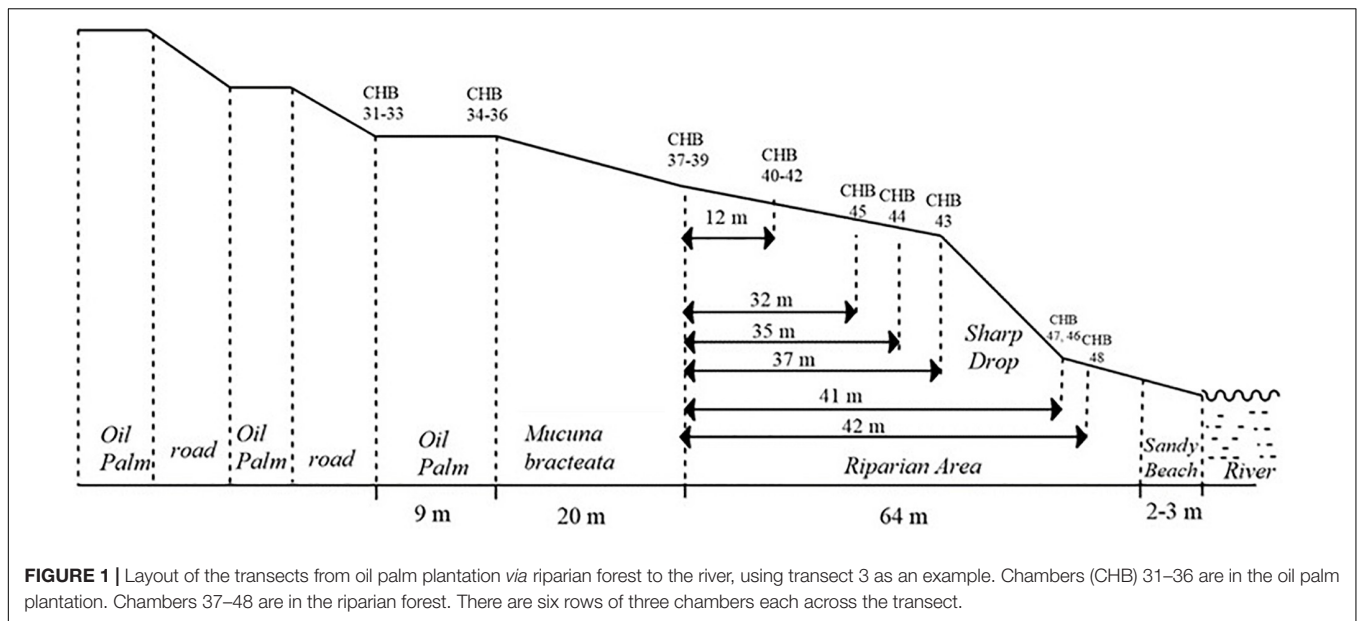 CHB
31-33
CHB
34-36
CHB
37-39
CHB
40-42
CHB
45
CHB
44
CHB
43
12 m
32 m
35 m
37 m
41 m
42 m
Sharp
Drop
CHB
47, 46
CHB
48
Oil
Palm
road
Oil
Palm
road
Oil
Palm
Mucuna
bracteata
Riparian Area
Sandy
Beach
River
9 m
20 m
64 m
2-3 m
FIGURE 1 | Layout of the transects from oil palm plantation via riparian forest to the river, using transect 3 as an example. Chambers (CHB) 31–36 are in the oil palm
plantation. Chambers 37–48 are in the riparian forest. There are six rows of three chambers each across the transect.